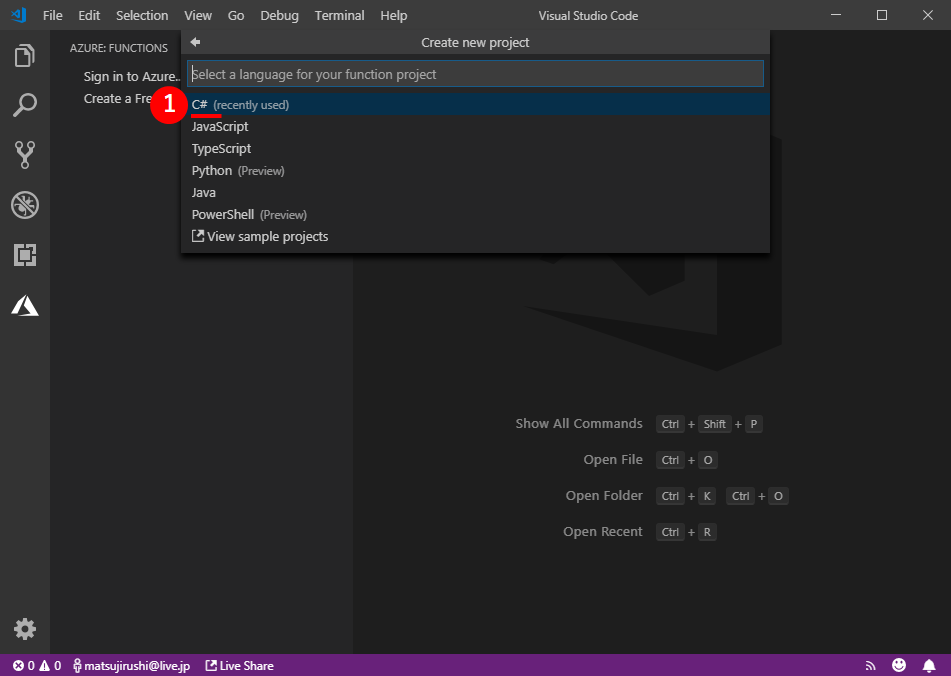 File Edit Selection View Go Debug Terminal Help Visual Studio Code
AZURE: FUNCTIONS
Sign in to Azure..
Create a Fre
Create new project
Select a language for your function project
1
C# (recently used)
JavaScript
TypeScript
Python (Preview)
Java
PowerShell (Preview)
View sample projects
Show All Commands Ctrl + Shift + P
Open File Ctrl + O
Open Folder Ctrl + K Ctrl + O
Open Recent Ctrl + R
0 0 matsujirushi@live.jp Live Share